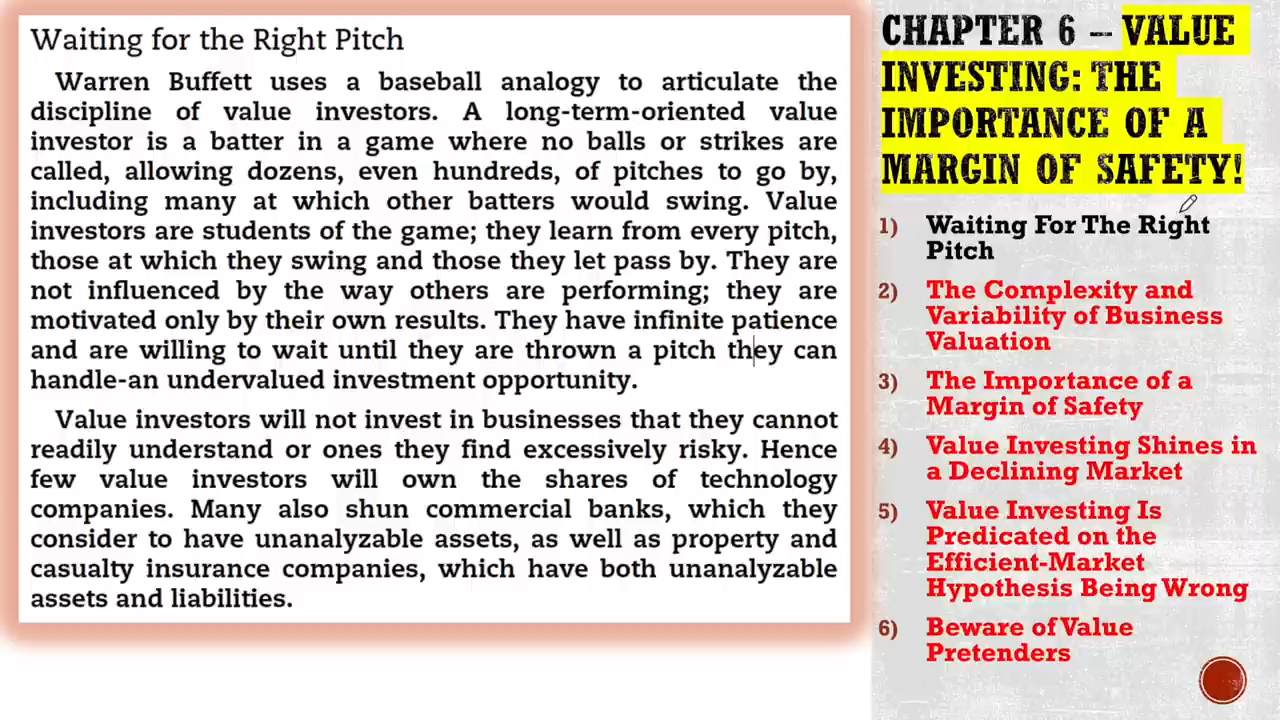 Waiting for the Right Pitch
Warren Buffett uses a baseball analogy to articulate the
discipline of value investors. A long-term-oriented value
investor is a batter in a game where no balls or strikes are
called, allowing dozens, even hundreds, of pitches to go by,
including many at which other batters would swing. Value
investors are students of the game; they learn from every pitch,
those at which they swing and those they let pass by. They are
not influenced by the way others are performing; they are
motivated only by their own results. They have infinite patience
and are willing to wait until they are thrown a pitch they can
handle-an undervalued investment opportunity.
Value investors will not invest in businesses that they cannot
readily understand or ones they find excessively risky. Hence
few value investors will own the shares of technology
companies. Many also shun commercial banks, which they
consider to have unanalyzable assets, as well as property and
casualty insurance companies, which have both unanalyzable
assets and liabilities.
CHAPTER 6 – VALUE
INVESTING: THE
IMPORTANCE OF A
MARGIN OF SAFETY!
1) Waiting For The Right
Pitch
2) The Complexity and
Variability of Business
Valuation
3) The Importance of a
Margin of Safety
4) Value Investing Shines in
a Declining Market
5) Value Investing Is
Predicated on the
Efficient-Market
Hypothesis Being Wrong
6) Beware of Value
Pretenders